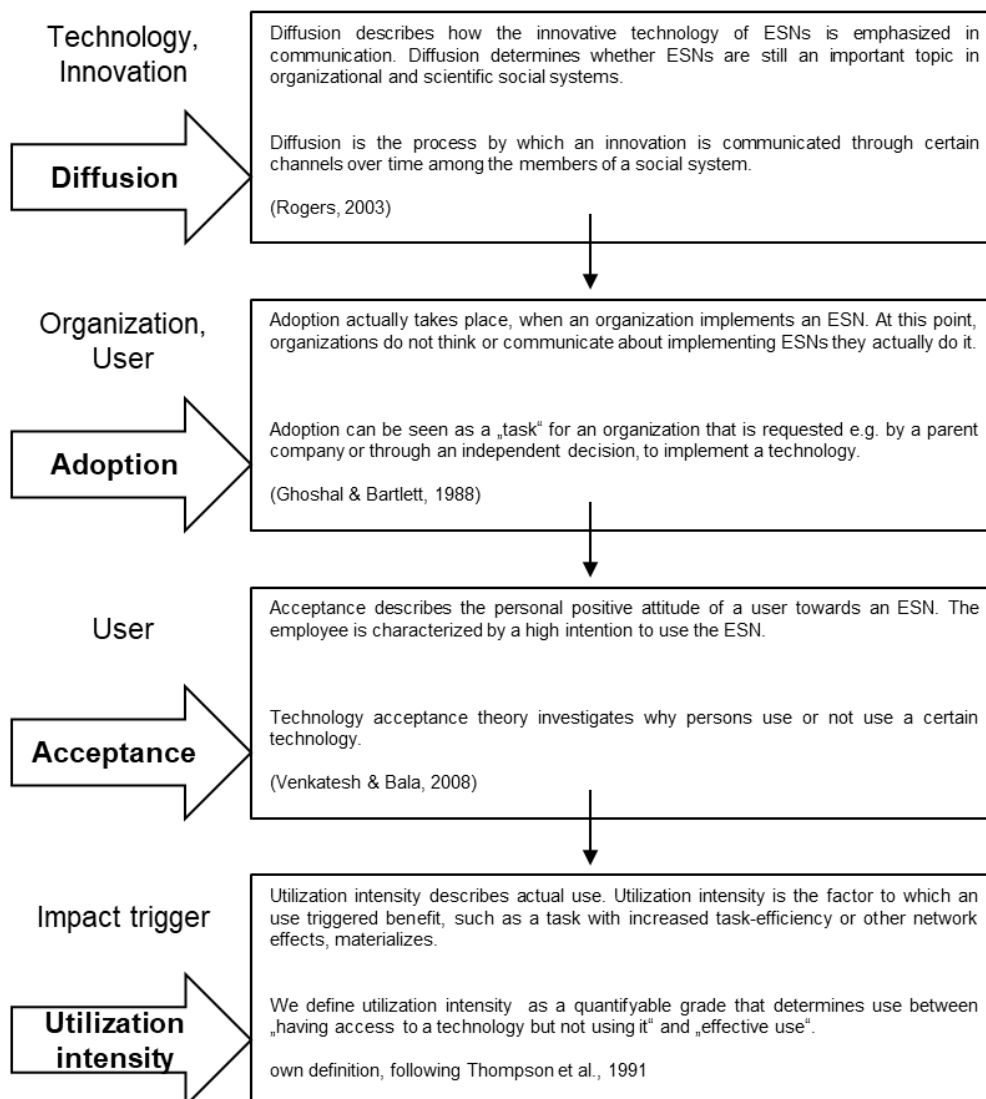 Technology,
Innovation
Diffusion
Diffusion describes how the innovative technology of ESNs is emphasized in
communication. Diffusion determines whether ESNs are still an important topic in
organizational and scientific social systems.
Diffusion is the process by which an innovation is communicated through certain
channels over time among the members of a social system.
(Rogers, 2003)
Organization,
User
Adoption
Adoption actually takes place, when an organization implements an ESN. At this point,
organizations do not think or communicate about implementing ESNs they actually do it.
Adoption can be seen as a „task“ for an organization that is requested e.g. by a parent
company or through an independent decision, to implement a technology.
(Ghoshal & Bartlett, 1988)
User
Acceptance
Acceptance describes the personal positive attitude of a user towards an ESN. The
employee is characterized by a high intention to use the ESN.
Technology acceptance theory investigates why persons use or not use a certain
technology.
(Venkatesh & Bala, 2008)
Impact trigger
Utilization
intensity
Utilization intensity describes actual use. Utilization intensity is the factor to which an
use triggered benefit, such as a task with increased task-efficiency or other network
effects, materializes.
We define utilization intensity as a quantifyable grade that determines use between
„having access to a technology but not using it“ and „effective use“.
own definition, following Thompson et al., 1991